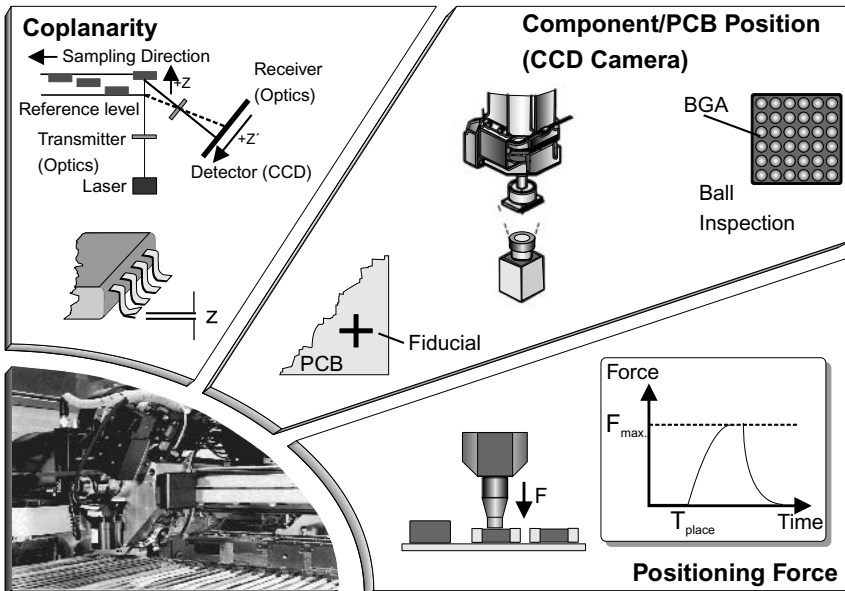 Coplanarity
Sampling Direction
+Z
Receiver
(Optics)
Reference level
+Z´
Transmitter
(Optics)
Detector (CCD)
Laser
Z
Component/PCB Position
(CCD Camera)
BGA
Ball
Inspection
Fiducial
PCB
Force
Fmax.
F
Tplace
Time
Positioning Force